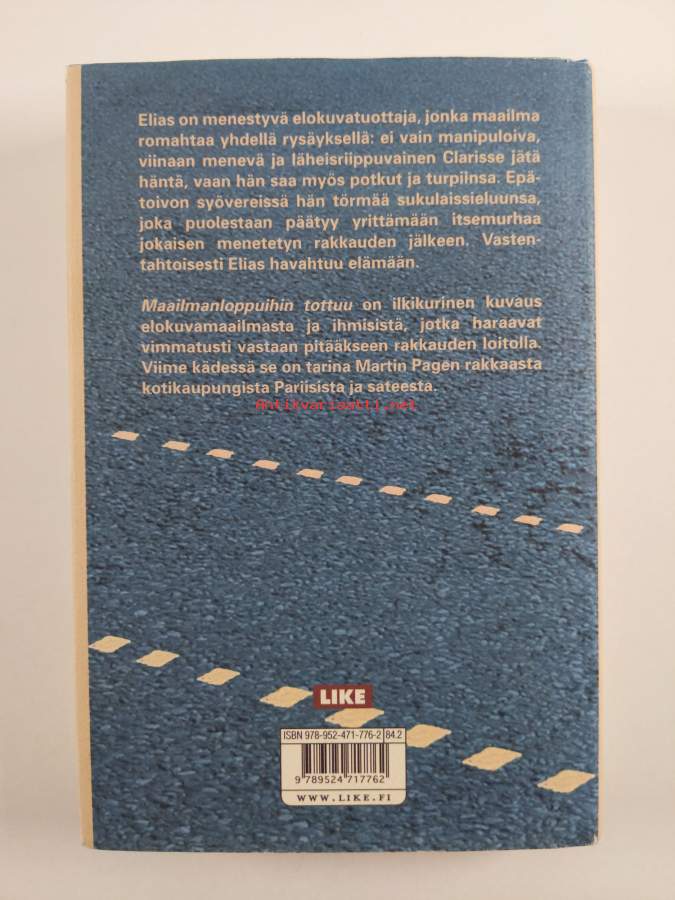 Elias on menestyvä elokuvatuottaja, jonka maailma
romahtaa yhdellä rysäyksellä: ei vain manipuloiva,
viinaan menevä ja läheisriippuvainen Clarisse jätä
häntä, vaan hän saa myös potkut ja turpiinsa. Epä-
toivon syövereissä hän törmää sukulaissieluunsa,
joka puolestaan päätyy yrittämään itsemurhaa
jokaisen menetetyn rakkauden jälkeen. Vasten-
tahtoisesti Elias havahtuu elämään.
Maailmanloppuihin tottuu on ilkikurinen kuvaus
elokuvamaailmasta ja ihmisistä, jotka haraavat
vimmatusti vastaan pitääkseen rakkauden loitolla.
Viime kädessä se on tarina Martin Pagen rakkaasta
kotikaupungista Pariisista ja sateesta.
Antikvariaatti.net
LIKE
ISBN 978-952-471-776-2 84.2
9 789524 717762
WWW.LIKE.FI